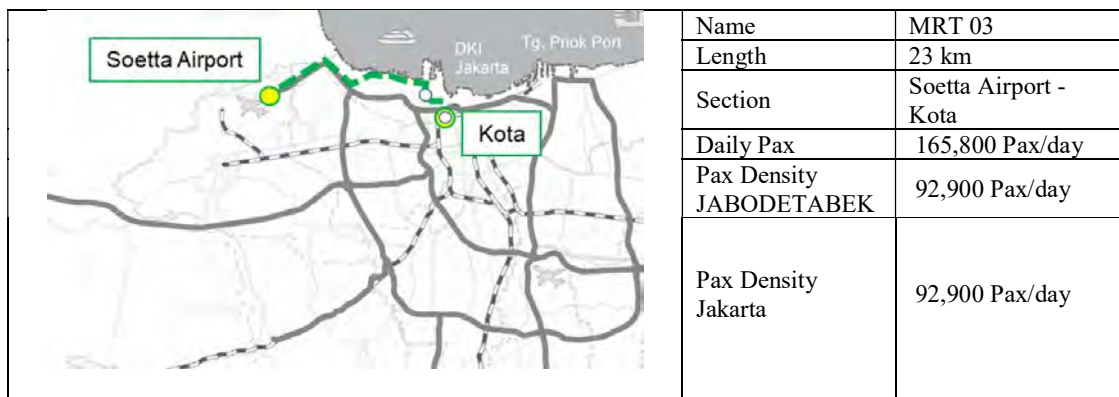 Soetta Airport
DKI
Jakarta
Tg. Priok Port
Kota
Name MRT 03
Length 23 km
Section Soetta Airport -
Kota
Daily Pax 165,800 Pax/day
Pax Density
JABODETABEK 92,900 Pax/day
Pax Density
Jakarta 92,900 Pax/day